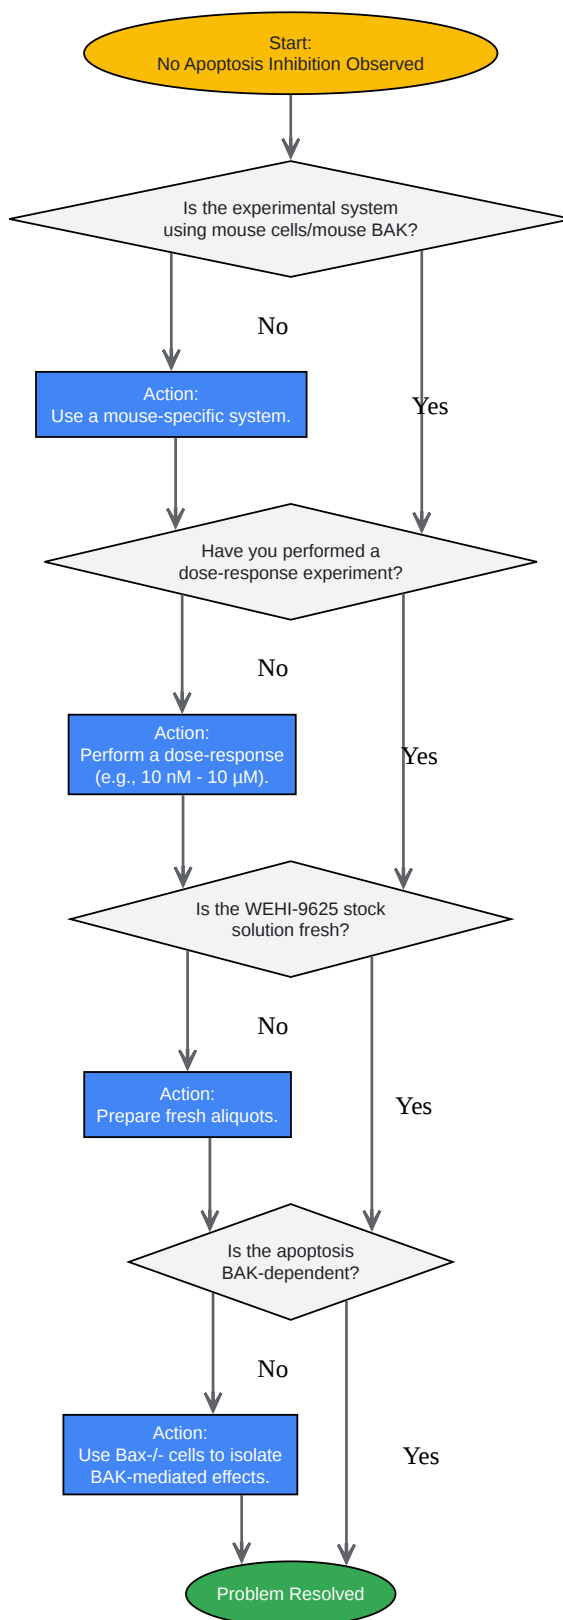 Start:
No Apoptosis Inhibition Observed
Is the experimental system
using mouse cells/mouse BAK?
No
Action:
Use a mouse-specific system.
Yes
Have you performed a
dose-response experiment?
No
Action:
Perform a dose-response
(e.g., 10 nM - 10 µM).
Yes
Is the WEHI-9625 stock
solution fresh?
No
Action:
Prepare fresh aliquots.
Yes
Is the apoptosis
BAK-dependent?
No
Action:
Use Bax-/- cells to isolate
BAK-mediated effects.
Yes
Problem Resolved